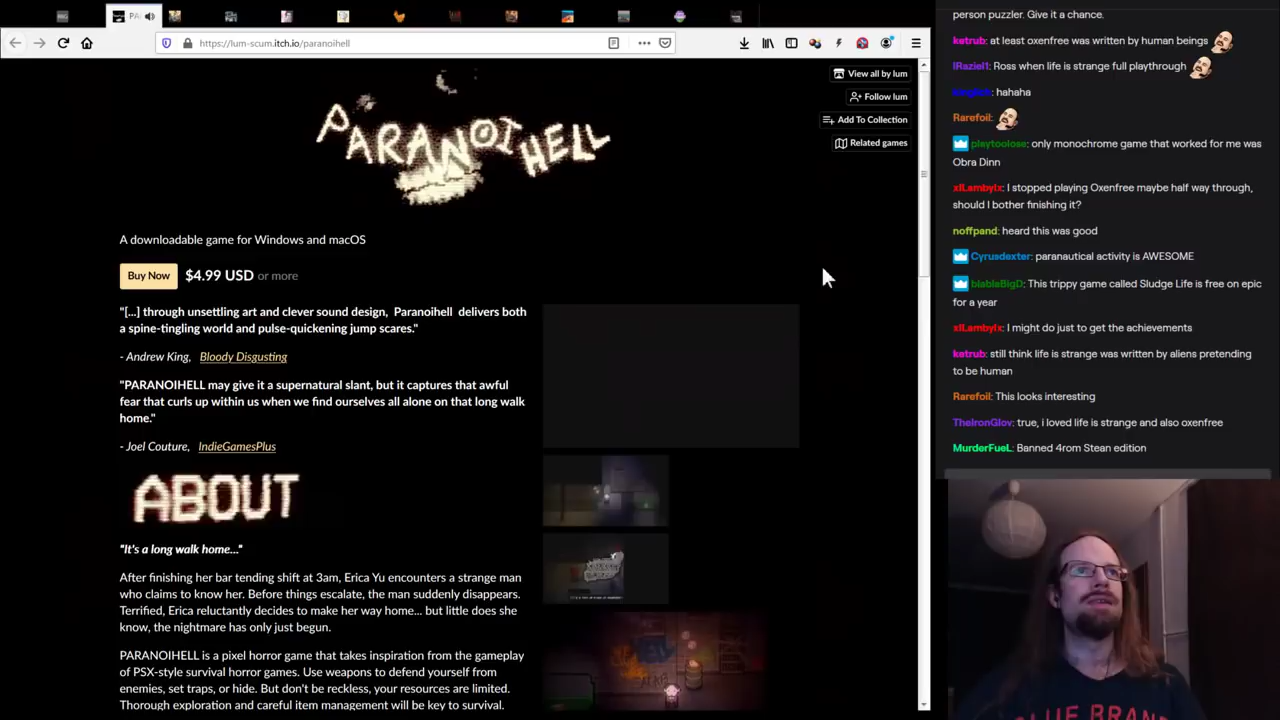 PA
https://lum-scum.itch.io/paranoihell
PARANOIHELL
View all by lum
Follow lum
Add To Collection
Related games
A downloadable game for Windows and macOS
Buy Now $4.99 USD or more
"[...] through unsettling art and clever sound design, Paranoihell delivers both
a spine-tingling world and pulse-quickening jump scares."
- Andrew King, Bloody Disgusting
"PARANOIHELL may give it a supernatural slant, but it captures that awful
fear that curls up within us when we find ourselves all alone on that long walk
home."
- Joel Couture, IndieGamesPlus
ABOUT
"It's a long walk home..."
After finishing her bar tending shift at 3am, Erica Yu encounters a strange man
who claims to know her. Before things escalate, the man suddenly disappears.
Terrified, Erica reluctantly decides to make her way home... but little does she
know, the nightmare has only just begun.
PARANOIHELL is a pixel horror game that takes inspiration from the gameplay
of PSX-style survival horror games. Use weapons to defend yourself from
enemies, set traps, or hide. But don't be reckless, your resources are limited.
Thorough exploration and careful item management will be key to survival.
person puzzler. Give it a chance.
katrub: at least oxenfree was written by human beings
IRaziel1: Ross when life is strange full playthrough
hahaha
Rarefoil:
playtoolose: only monochrome game that worked for me was
Obra Dinn
xILambyIx: I stopped playing Oxenfree maybe half way through,
should I bother finishing it?
noffpand: heard this was good
Cyrusdexter: paranautical activity is AWESOME
blablaBigD: This trippy game called Sludge Life is free on epic
for a year
xILambyIx: I might do just to get the achievements
katrub: still think life is strange was written by aliens pretending
to be human
Rarefoil: This looks interesting
TheIronGlov: true, i loved life is strange and also oxenfree
MurderFueL: Banned 4rom Stean edition
BLUE BRAND